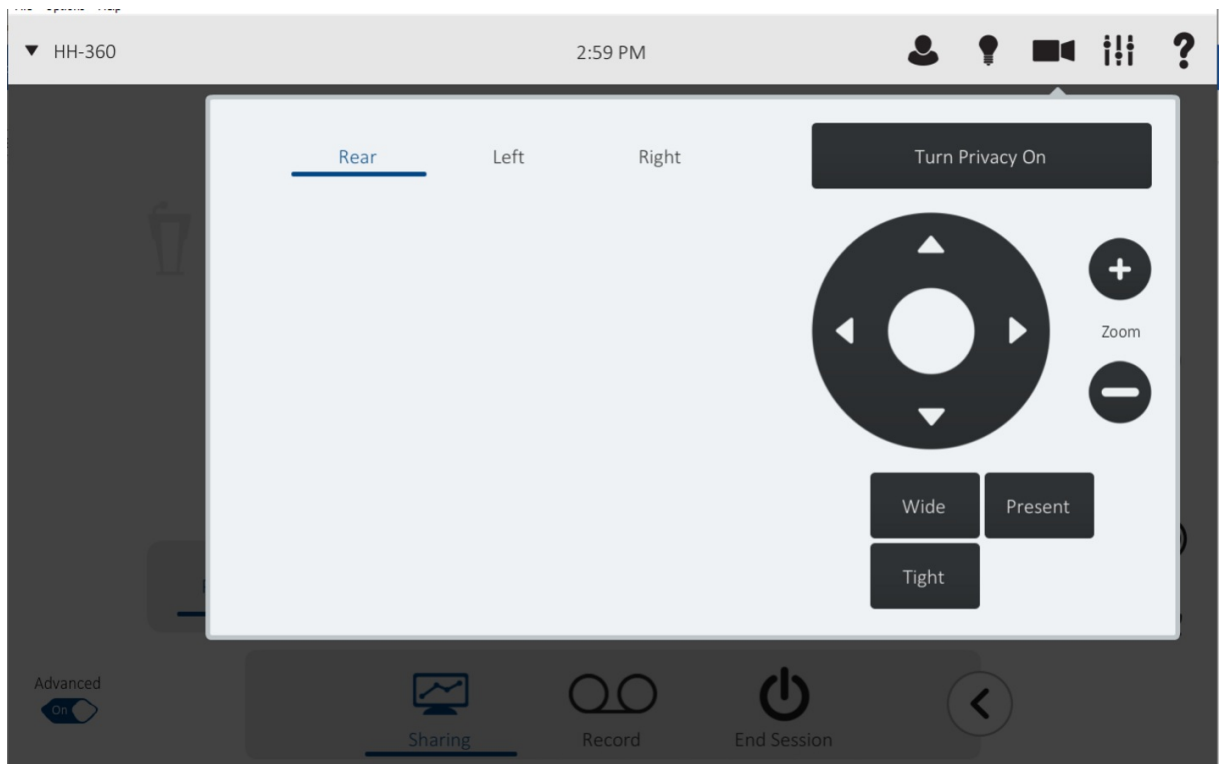 HH-360
2:59 PM
Rear Left Right
Turn Privacy On
Zoom
Wide Present
Tight
Advanced
On
Sharing Record End Session